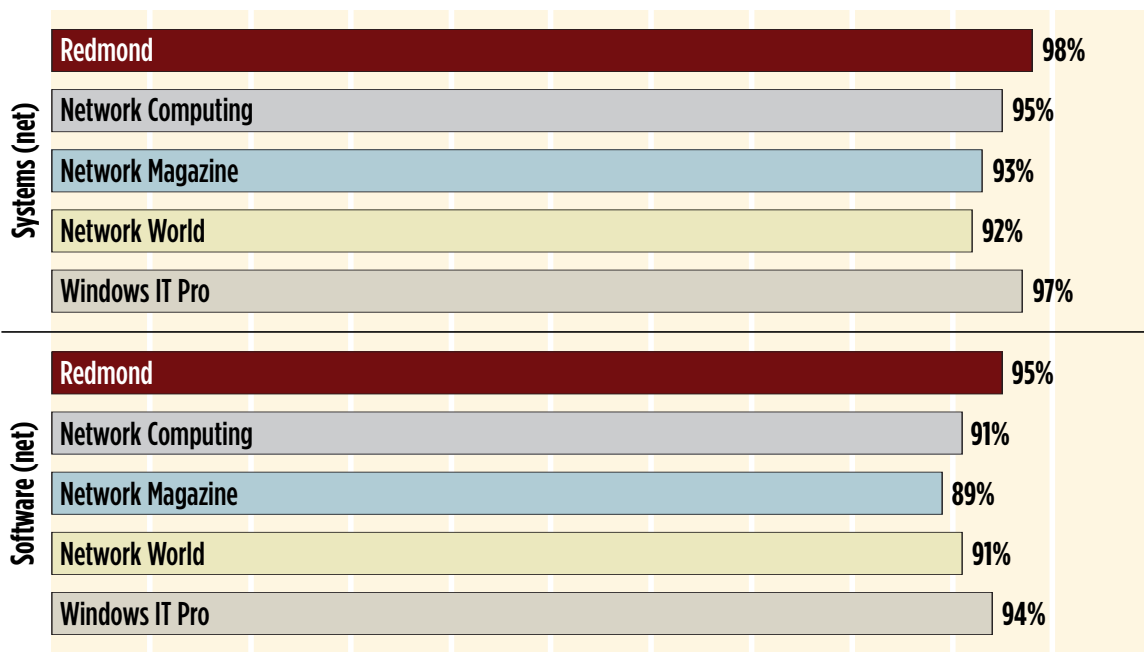 Systems (net)
Redmond 98%
Network Computing 95%
Network Magazine 93%
Network World 92%
Windows IT Pro 97%
Software (net)
Redmond 95%
Network Computing 91%
Network Magazine 89%
Network World 91%
Windows IT Pro 94%